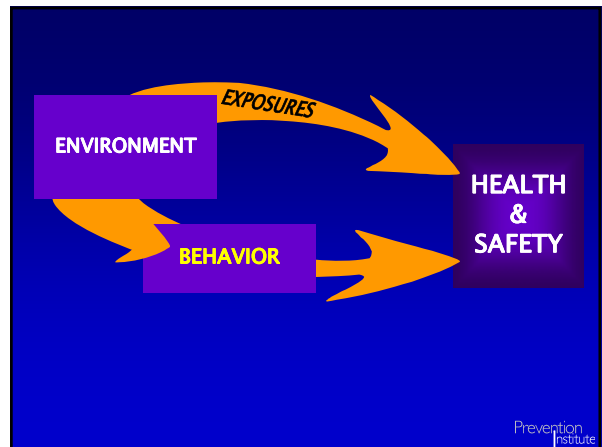 EXPOSURES
ENVIRONMENT
HEALTH
&
SAFETY
BEHAVIOR
Prevention
Institute